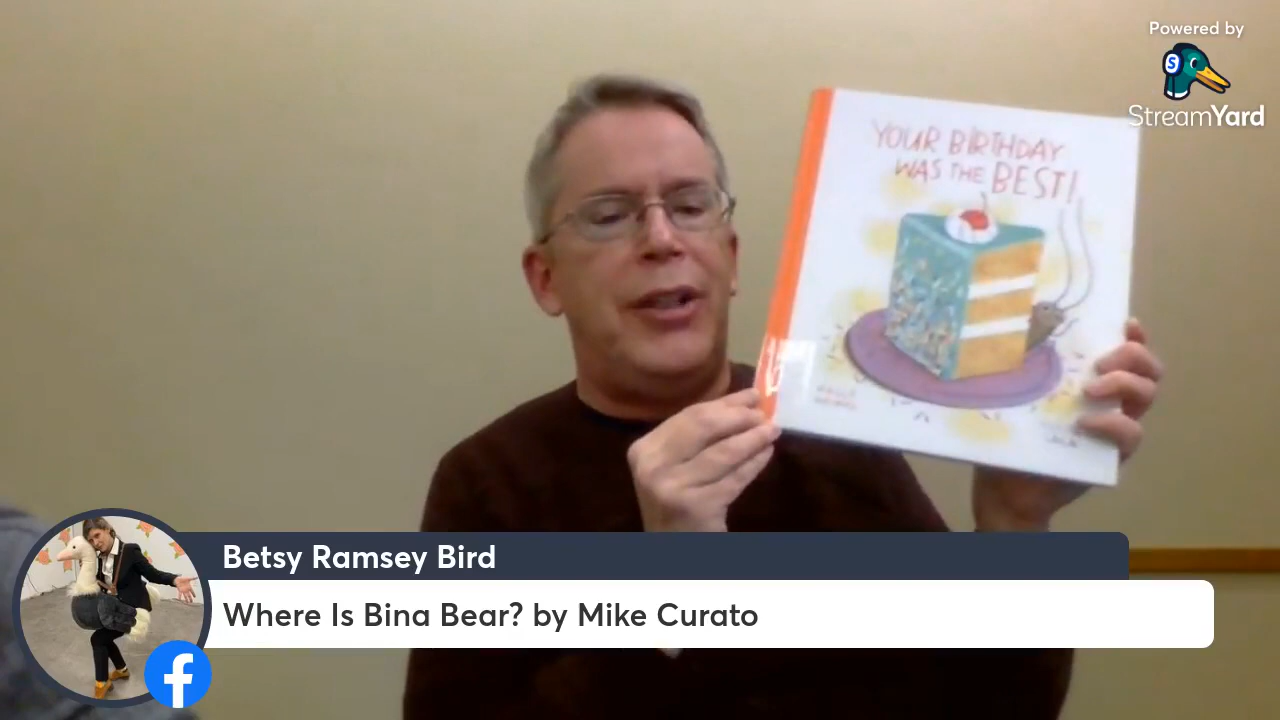 Powered by
StreamYard
YOUR BIRTHDAY
WAS THE BEST!
Betsy Ramsey Bird
Where Is Bina Bear? by Mike Curato